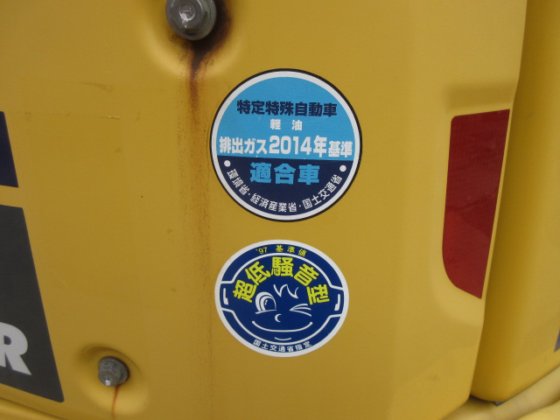 特定特殊自動車
軽油
排出ガス2014年基準
適合車
・環境省・経済産業省・国土交通省・
'97 基準値
超低騒音型
国土交通省指定
R